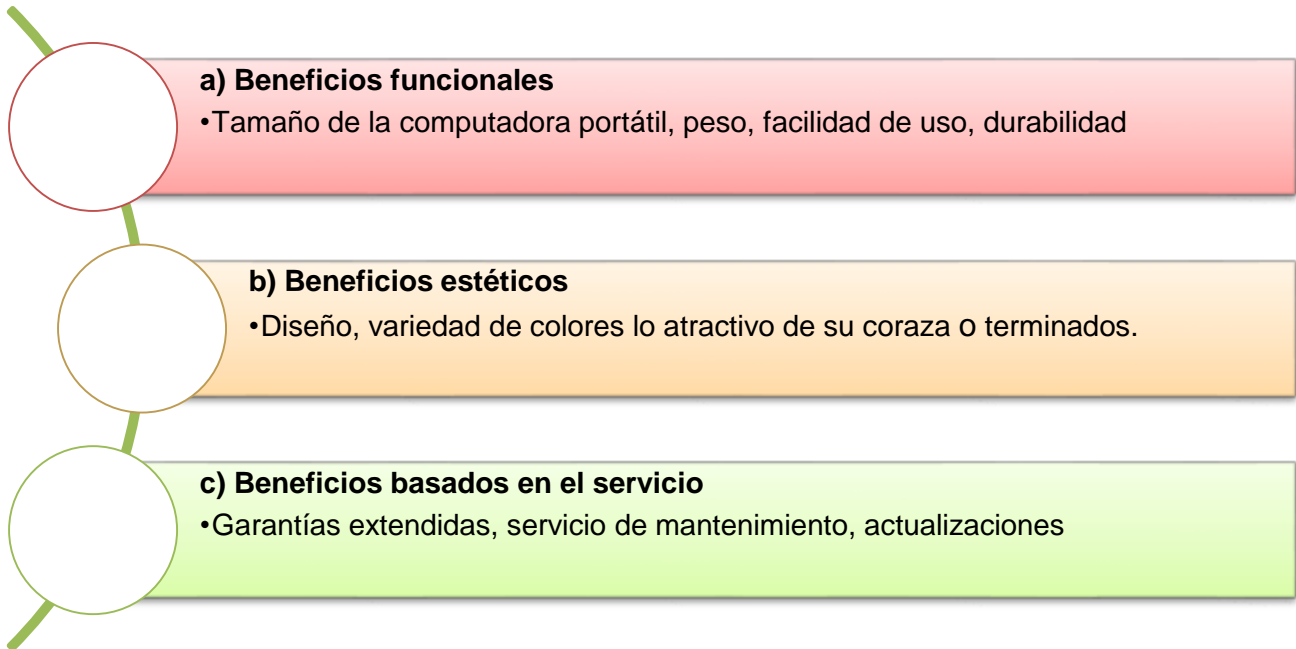 a) Beneficios funcionales
•Tamaño de la computadora portátil, peso, facilidad de uso, durabilidad
b) Beneficios estéticos
•Diseño, variedad de colores lo atractivo de su coraza o terminados.
c) Beneficios basados en el servicio
•Garantías extendidas, servicio de mantenimiento, actualizaciones